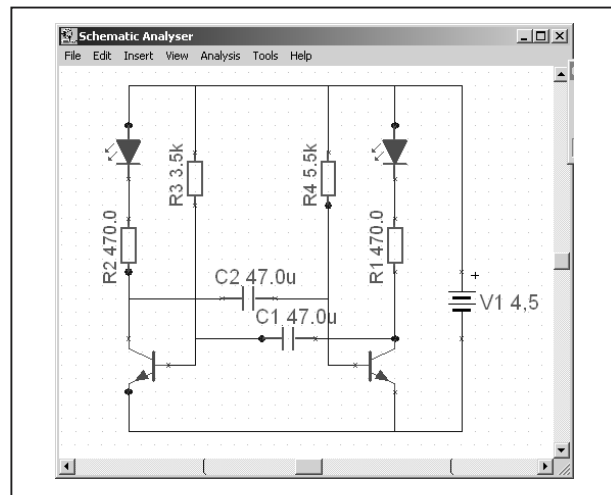 Schematic Analyser
File Edit Insert View Analysis Tools Help
R3 3.5k
R4 5.5k
R2 470.0
R1 470.0
C2 47.0u
C1 47.0u
V1 4,5